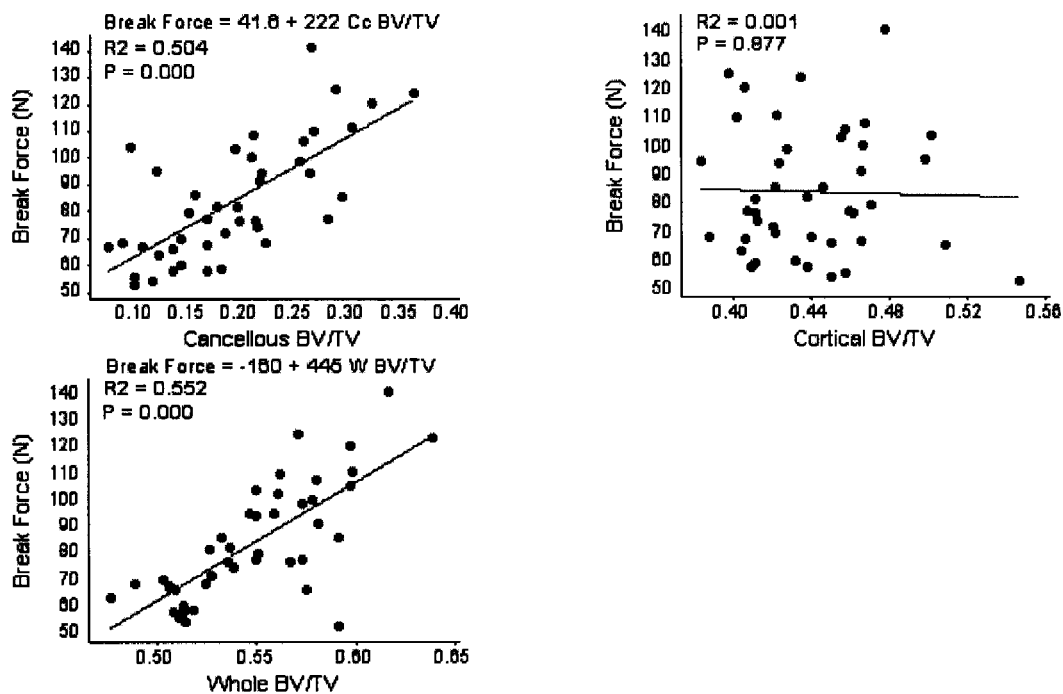 Break Force = 41.6 + 222 Cc BV/TV
R2 = 0.504
P = 0.000
Break Force (N)
140
130
120
110
100
90
80
70
60
50
0.10 0.15 0.20 0.25 0.30 0.35 0.40
Cancellous BV/TV
R2 = 0.001
P = 0.877
Break Force (N)
140
130
120
110
100
90
80
70
60
50
0.40 0.44 0.48 0.52 0.56
Cortical BV/TV
Break Force = -160 + 445 W BV/TV
R2 = 0.552
P = 0.000
Break Force (N)
140
130
120
110
100
90
80
70
60
50
0.50 0.55 0.60 0.65
Whole BV/TV